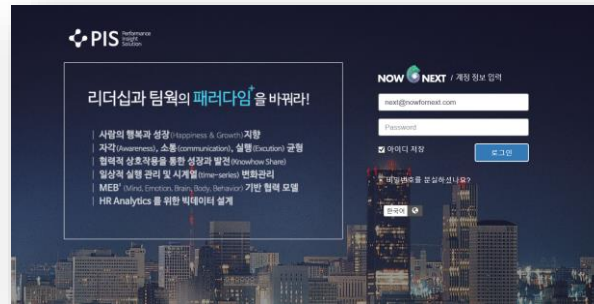 PIS Performance
Insight
Solution
리더십과 팀웍의 패러다임⁺을 바꿔라!
| 사람의 행복과 성장(Happiness & Growth) 지향
| 자각(Awareness), 소통(communication), 실행(Excution) 균형
| 협력적 상호작용을 통한 성장과 발전(Knowhow Share)
| 일상적 실행 관리 및 시계열(time-series) 변화관리
| MEB³ (Mind, Emotion, Brain, Body, Behavior) 기반 협력 모델
| HR Analytics 를 위한 빅데이터 설계
NOW NEXT / 계정 정보 입력
next@nowfornext.com
Password
아이디 저장
로그인
비밀번호를 분실하셨나요?
한국어